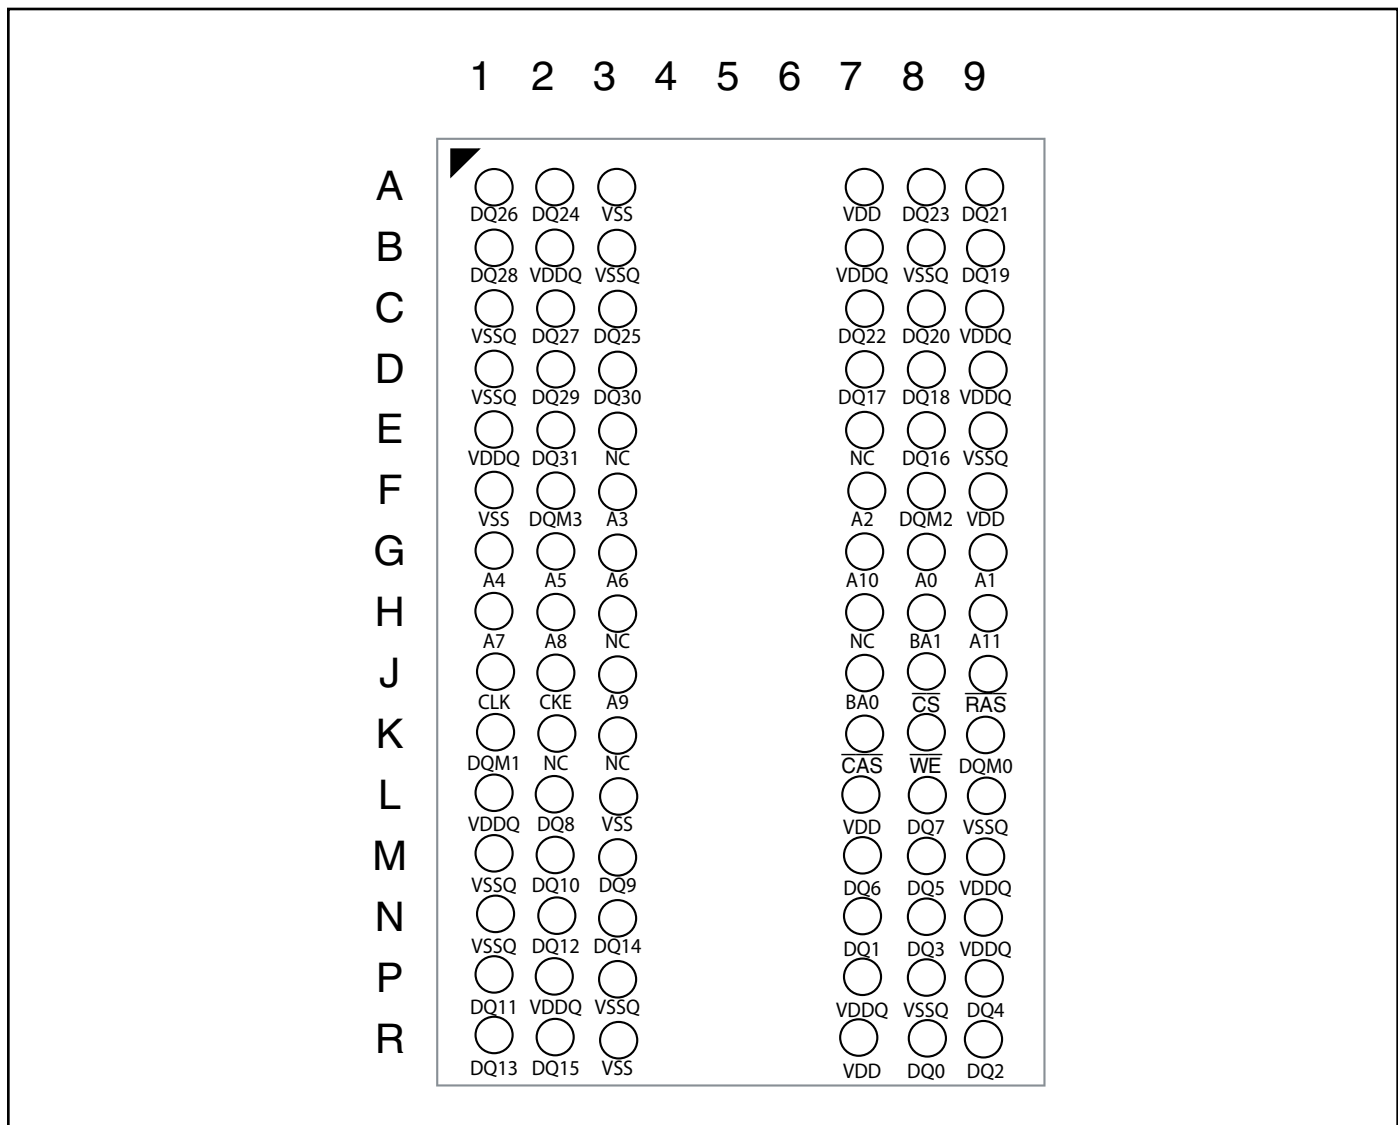 1 2 3 4 5 6 7 8 9
A
DQ26 DQ24 VSS VDD DQ23 DQ21
B
DQ28 VDDQ VSSQ VDDQ VSSQ DQ19
C
VSSQ DQ27 DQ25 DQ22 DQ20 VDDQ
D
VSSQ DQ29 DQ30 DQ17 DQ18 VDDQ
E
VDDQ DQ31 NC NC DQ16 VSSQ
F
VSS DQM3 A3 A2 DQM2 VDD
G
A4 A5 A6 A10 A0 A1
H
A7 A8 NC NC BA1 A11
J
CLK CKE A9 BA0 C̅S̅ R̅A̅S̅
K
DQM1 NC NC C̅A̅S̅ W̅E̅ DQM0
L
VDDQ DQ8 VSS VDD DQ7 VSSQ
M
VSSQ DQ10 DQ9 DQ6 DQ5 VDDQ
N
VSSQ DQ12 DQ14 DQ1 DQ3 VDDQ
P
DQ11 VDDQ VSSQ VDDQ VSSQ DQ4
R
DQ13 DQ15 VSS VDD DQ0 DQ2